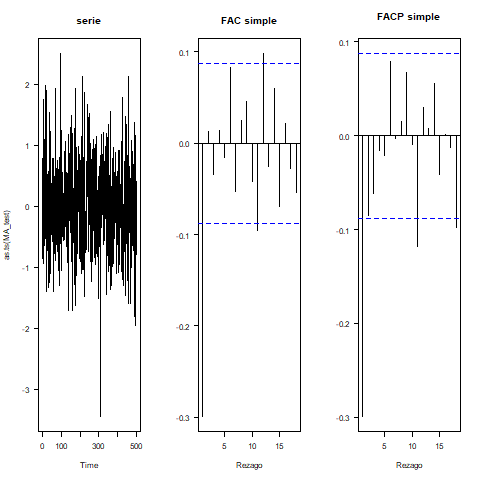 serie
FAC simple
FACP simple
as.ts(MA_test)
2
1
0
-1
-2
-3
0 100 300 500
Time
0.1
0.0
-0.1
-0.2
-0.3
5 10 15
Rezago
0.1
0.0
-0.1
-0.2
-0.3
5 10 15
Rezago